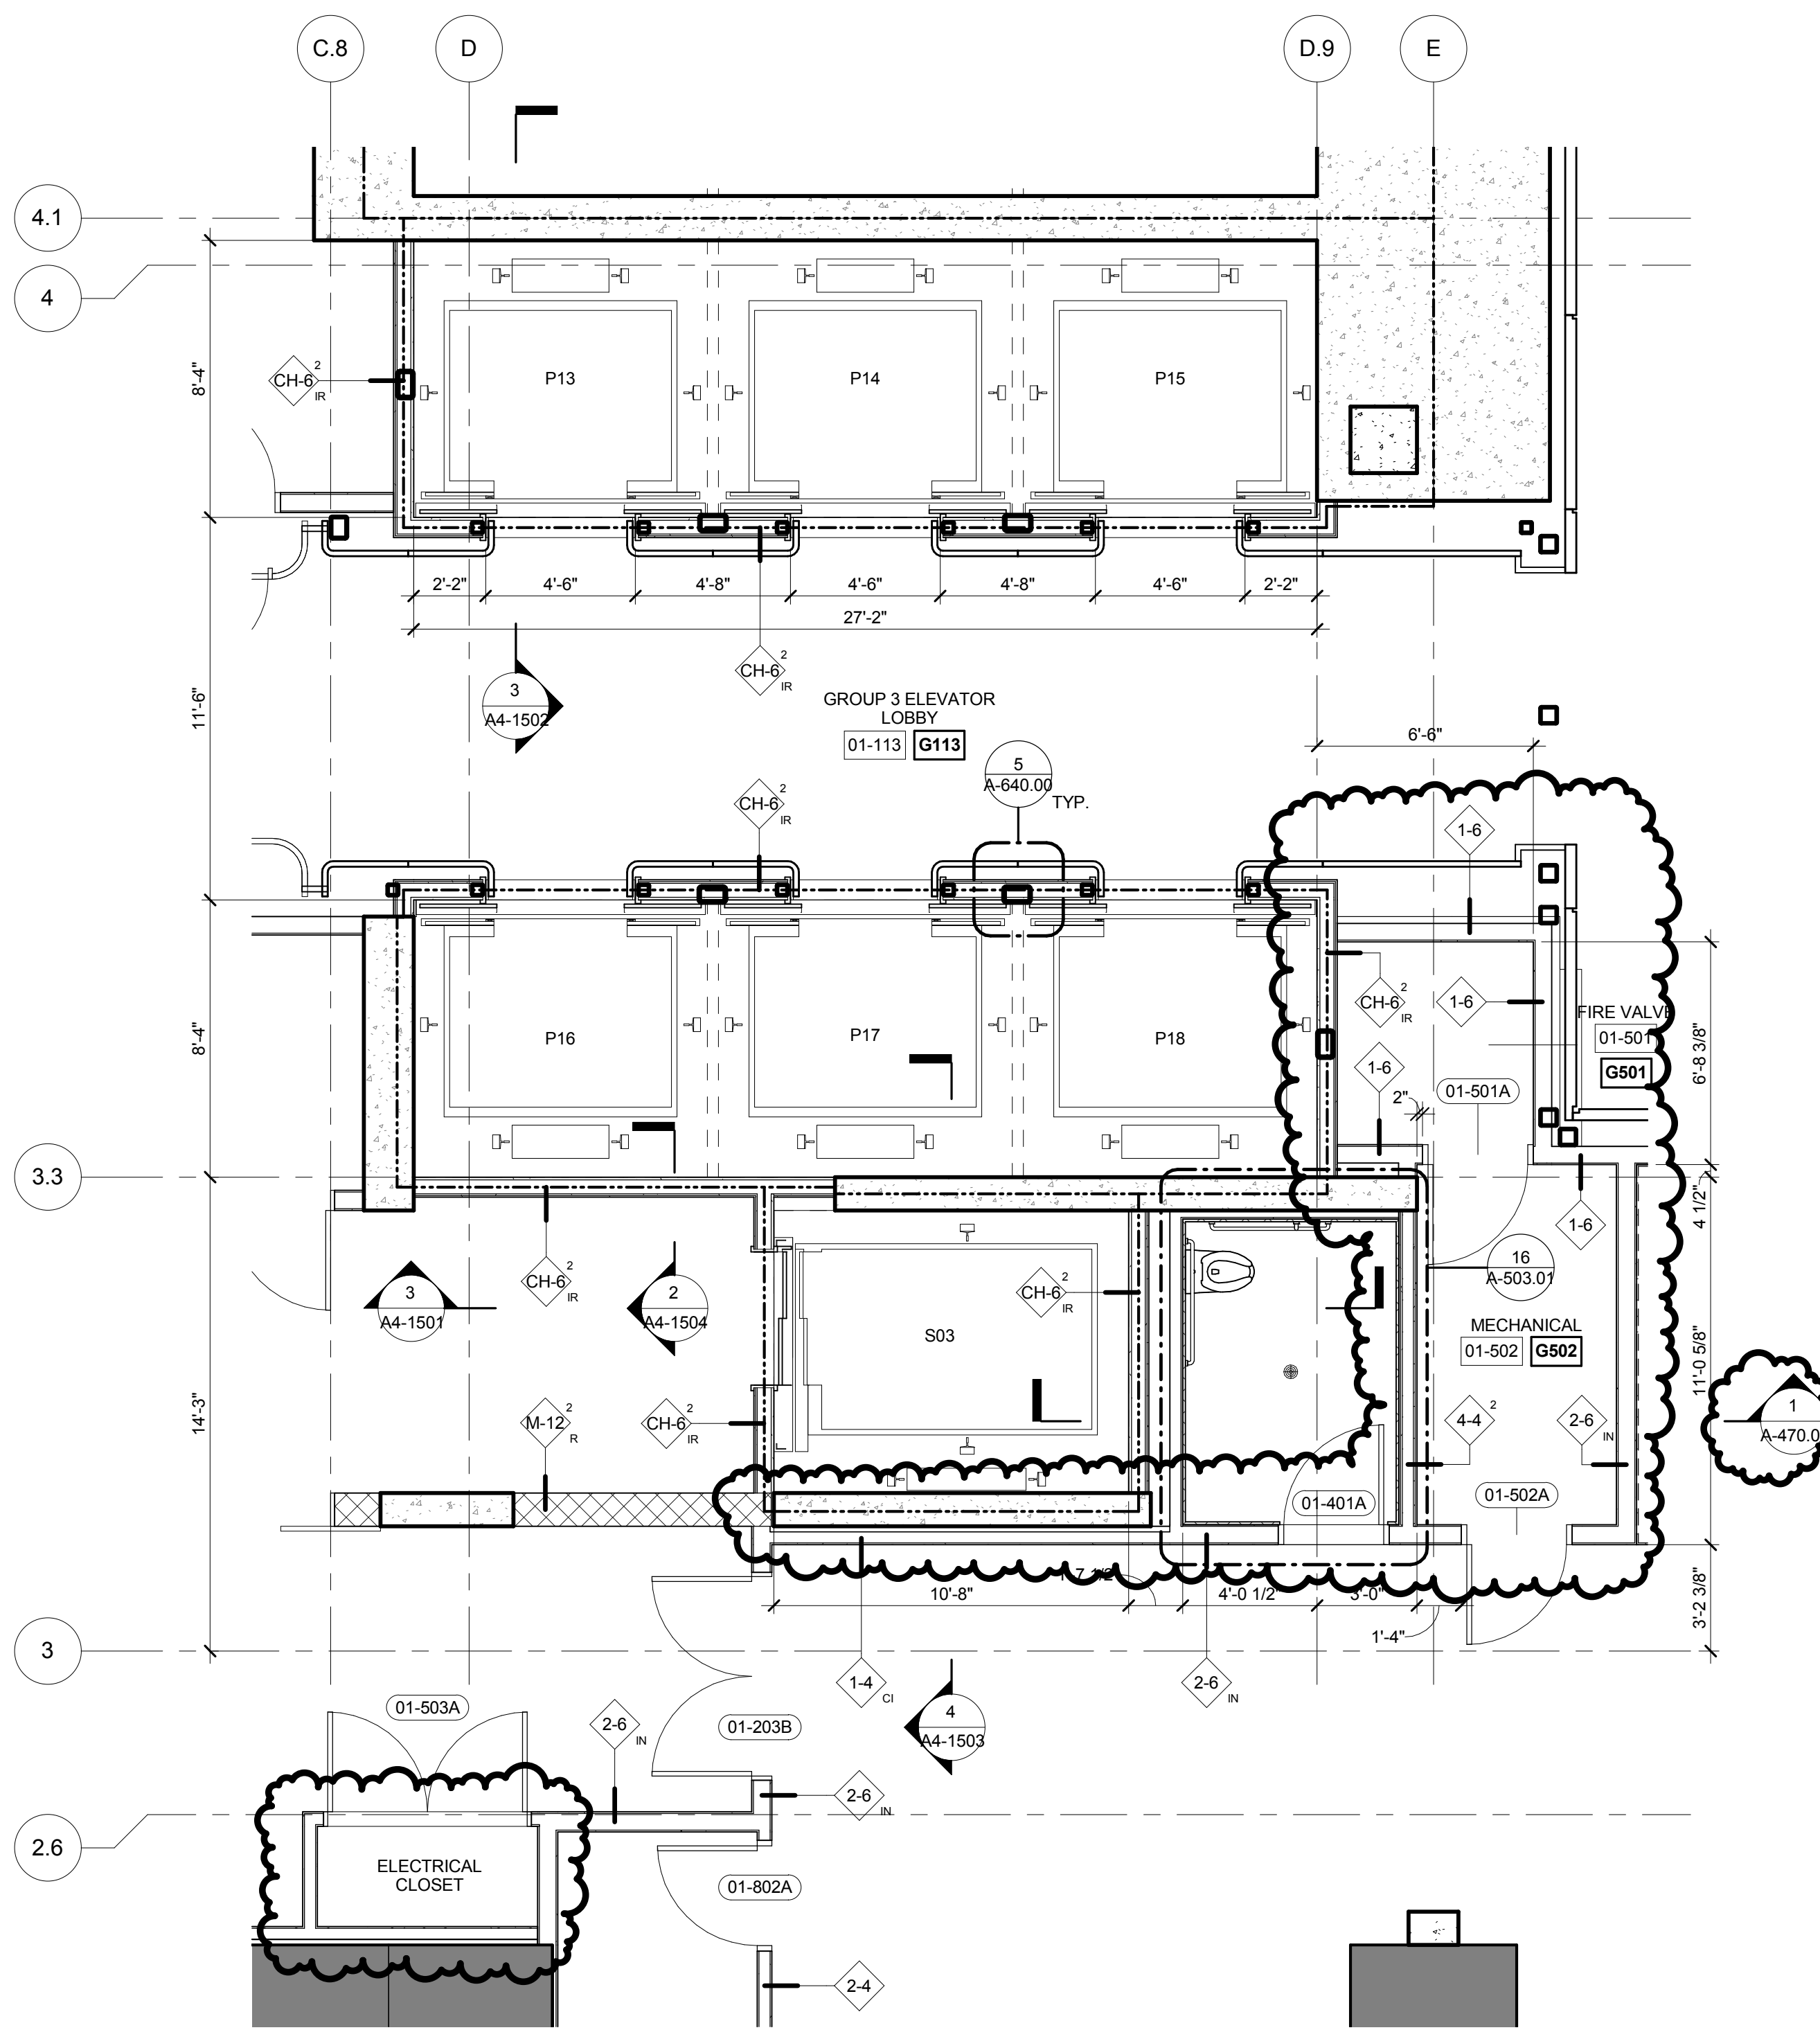 C.8
D
D.9
E
4.1
4
8'-4"
CH-6
2
IR
P13
P14
P15
2'-2"
4'-6"
4'-8"
4'-6"
4'-8"
4'-6"
2'-2"
27'-2"
CH-6
2
IR
11'-6"
3
A4-1502
GROUP 3 ELEVATOR
LOBBY
01-113
G113
6'-6"
5
A-640.00
TYP.
CH-6
2
IR
1-6
8'-4"
P16
P17
P18
CH-6
2
IR
1-6
FIRE VALVE
01-501
G501
6'-8 3/8"
1-6
01-501A
2"
3.3
4 1/2"
1-6
CH-6
2
IR
3
A4-1501
2
A4-1504
CH-6
2
IR
S03
16
A-503.01
MECHANICAL
01-502
G502
11'-0 5/8"
14'-3"
M-12
2
R
CH-6
2
IR
4-4
2
2-6
IN
1
01-401A
01-502A
10'-8"
4'-0 1/2"
3'-0"
3'-2 3/8"
1'-4"
3
1-4
CI
2-6
IN
01-503A
2-6
IN
01-203B
4
A4-1503
2-6
IN
2.6
ELECTRICAL
CLOSET
01-802A
2-4